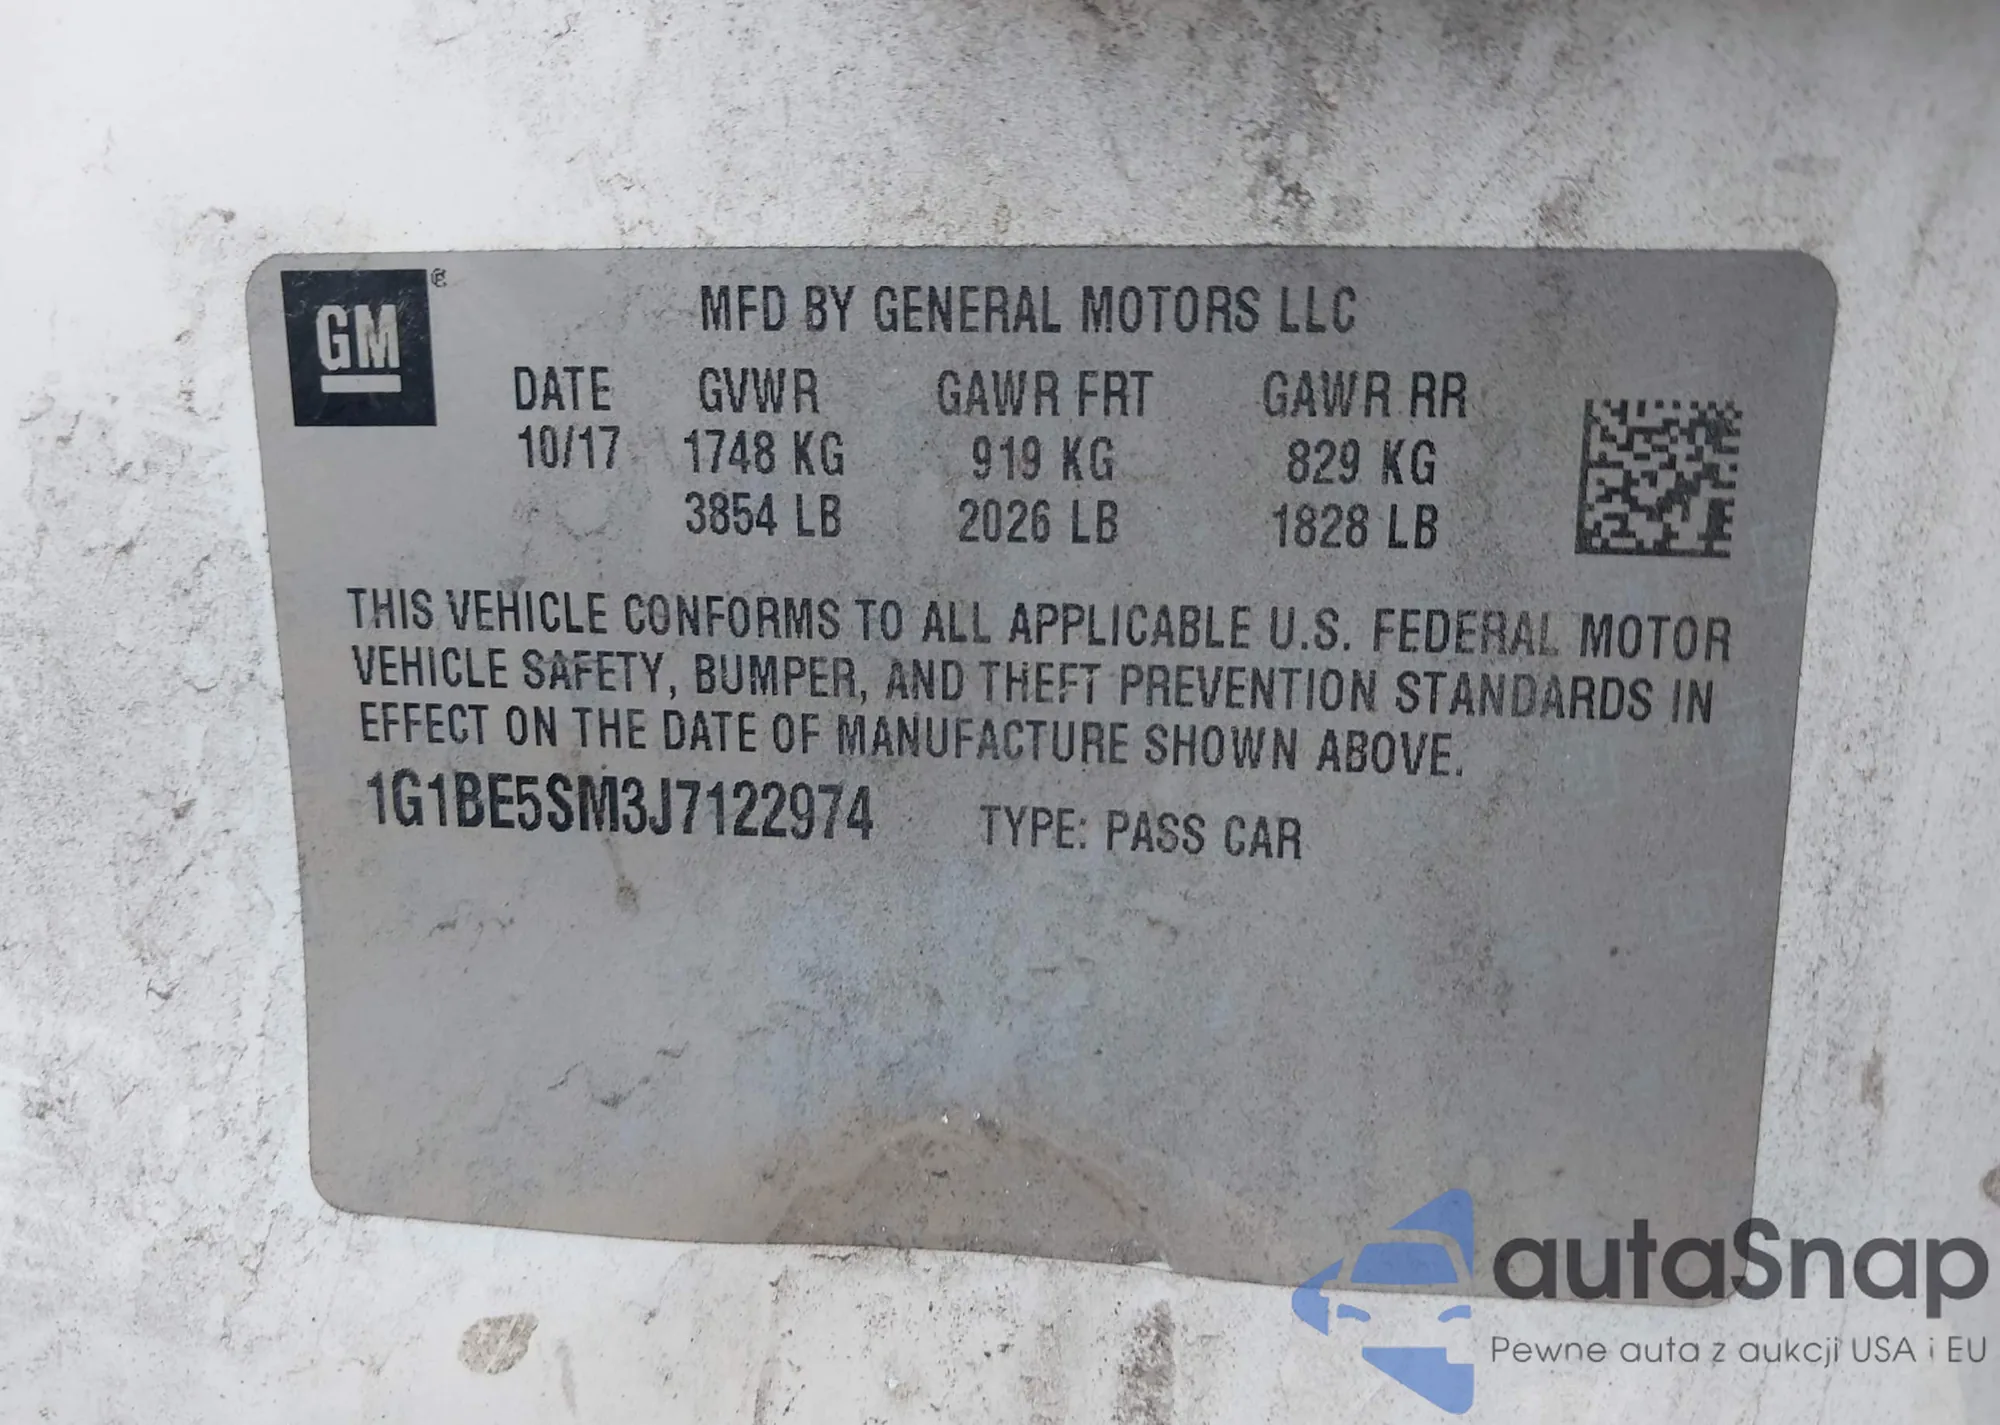 GM ®
MFD BY GENERAL MOTORS LLC
DATE GVWR GAWR FRT GAWR RR
10/17 1748 KG 919 KG 829 KG
3854 LB 2026 LB 1828 LB
THIS VEHICLE CONFORMS TO ALL APPLICABLE U.S. FEDERAL MOTOR
VEHICLE SAFETY, BUMPER, AND THEFT PREVENTION STANDARDS IN
EFFECT ON THE DATE OF MANUFACTURE SHOWN ABOVE.
1G1BE5SM3J7122974 TYPE: PASS CAR
autaSnap
Pewne auta z aukcji USA i EU